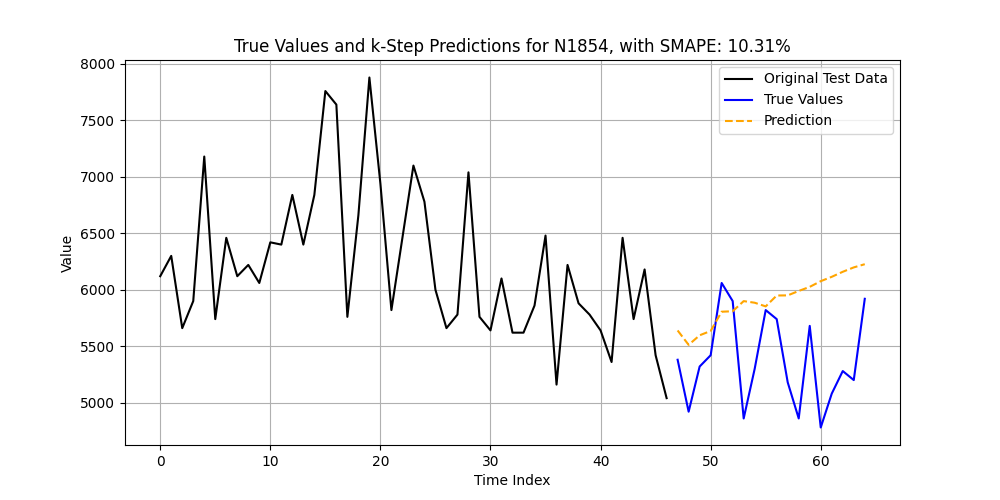 True Values and k-Step Predictions for N1854, with SMAPE: 10.31%
Original Test Data
True Values
Prediction
8000
7500
7000
6500
6000
5500
5000
Value
0 10 20 30 40 50 60
Time Index